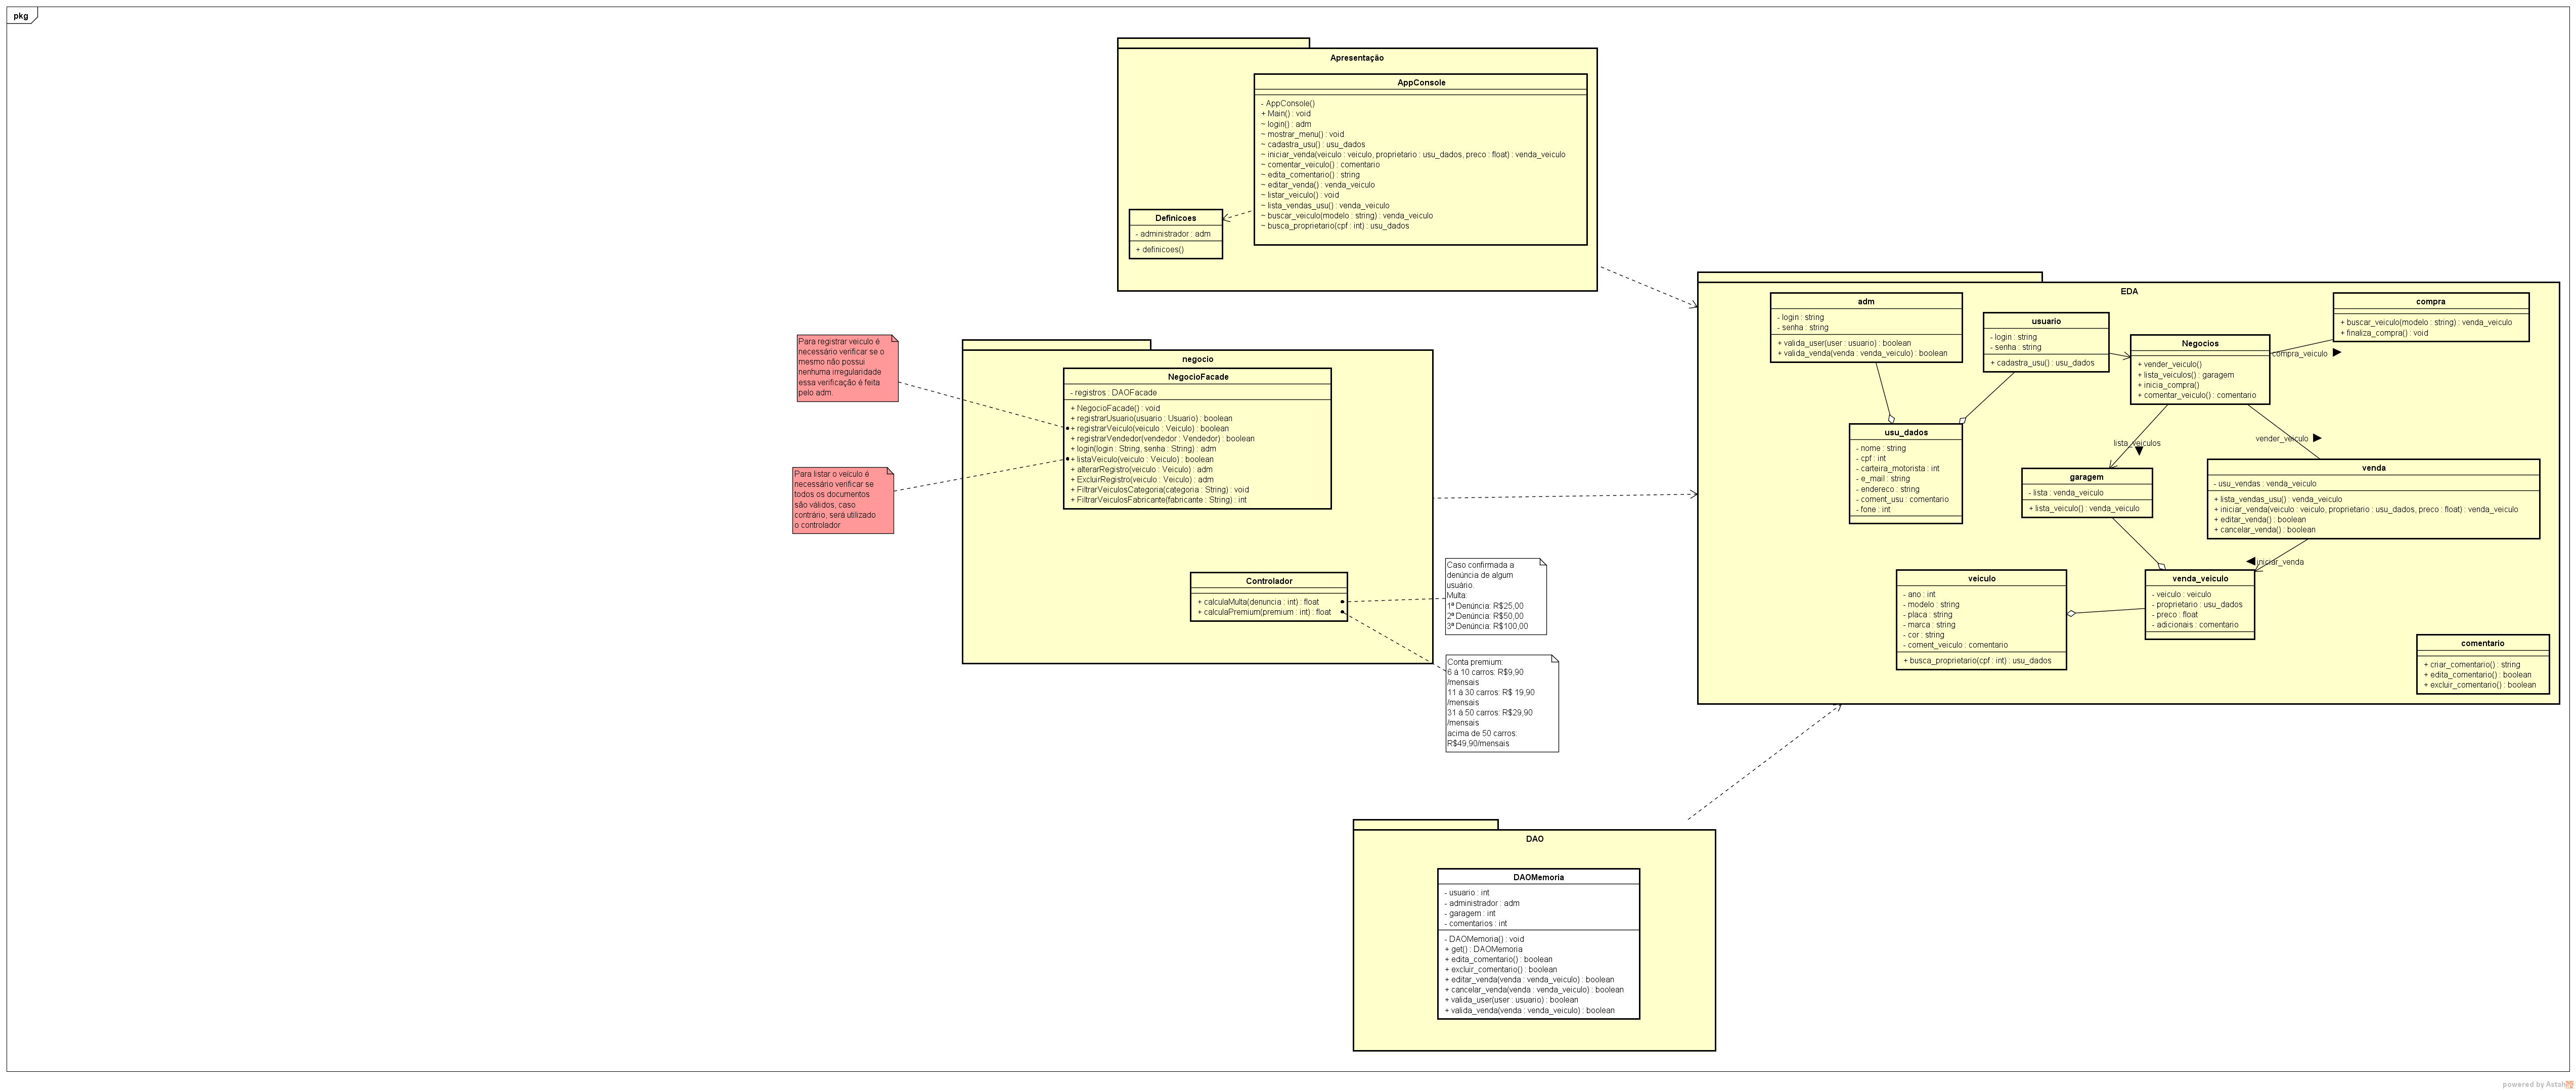 pkg
Apresentação
AppConsole
- AppConsole()
+ Main() : void
~ login() : adm
~ mostrar_menu() : void
~ cadastra_usu() : usu_dados
~ iniciar_venda(veiculo : veiculo, proprietario : usu_dados, preco : float) : venda_veiculo
~ comentar_veiculo() : comentario
~ edita_comentario() : string
~ editar_venda() : venda_veiculo
~ listar_veiculo() : void
~ lista_vendas_usu() : venda_veiculo
~ buscar_veiculo(modelo : string) : venda_veiculo
~ busca_proprietario(cpf : int) : usu_dados
Definicoes
- administrador : adm
+ definicoes()
Para registrar veiculo é
necessário verificar se o
mesmo não possui
nenhuma irregularidade
essa verificação é feita
pelo adm.
Para listar o veículo é
necessário verificar se
todos os documentos
são válidos, caso
contrário, será utilizado
o controlador
negocio
NegocioFacade
- registros : DAOFacade
+ NegocioFacade() : void
+ registrarUsuario(usuario : Usuario) : boolean
+ registrarVeiculo(veiculo : Veiculo) : boolean
+ registrarVendedor(vendedor : Vendedor) : boolean
+ login(login : String, senha : String) : adm
+ listaVeiculo(veiculo : Veiculo) : boolean
+ alterarRegistro(veiculo : Veiculo) : adm
+ ExcluirRegistro(veiculo : Veiculo) : adm
+ FiltrarVeiculosCategoria(categoria : String) : void
+ FiltrarVeiculosFabricante(fabricante : String) : int
Controlador
+ calculaMulta(denuncia : int) : float
+ calculaPremium(premium : int) : float
Caso confirmada a
denúncia de algum
usuário.
Multa:
1ª Denúncia: R$25,00
2ª Denúncia: R$50,00
3ª Denúncia: R$100,00
Conta premium:
6 á 10 carros: R$9,90
/mensais
11 á 30 carros: R$ 19,90
/mensais
31 á 50 carros: R$29,90
/mensais
acima de 50 carros:
R$49,90/mensais
EDA
adm
- login : string
- senha : string
+ valida_user(user : usuario) : boolean
+ valida_venda(venda : venda_veiculo) : boolean
usuario
- login : string
- senha : string
+ cadastra_usu() : usu_dados
Negocios
+ vender_veiculo()
+ lista_veiculos() : garagem
+ inicia_compra()
+ comentar_veiculo() : comentario
compra
+ buscar_veiculo(modelo : string) : venda_veiculo
+ finaliza_compra() : void
compra_veiculo
usu_dados
- nome : string
- cpf : int
- carteira_motorista : int
- e_mail : string
- endereco : string
- coment_usu : comentario
- fone : int
lista_veiculos
vender_veiculo
garagem
- lista : venda_veiculo
+ lista_veiculo() : venda_veiculo
venda
- usu_vendas : venda_veiculo
+ lista_vendas_usu() : venda_veiculo
+ iniciar_venda(veiculo : veiculo, proprietario : usu_dados, preco : float) : venda_veiculo
+ editar_venda() : boolean
+ cancelar_venda() : boolean
iniciar_venda
veiculo
- ano : int
- modelo : string
- placa : string
- marca : string
- cor : string
- coment_veiculo : comentario
+ busca_proprietario(cpf : int) : usu_dados
venda_veiculo
- veiculo : veiculo
- proprietario : usu_dados
- preco : float
- adicionais : comentario
comentario
+ criar_comentario() : string
+ edita_comentario() : boolean
+ excluir_comentario() : boolean
DAO
DAOMemoria
- usuario : int
- administrador : adm
- garagem : int
- comentarios : int
- DAOMemoria() : void
+ get() : DAOMemoria
+ edita_comentario() : boolean
+ excluir_comentario() : boolean
+ editar_venda(venda : venda_veiculo) : boolean
+ cancelar_venda(venda : venda_veiculo) : boolean
+ valida_user(user : usuario) : boolean
+ valida_venda(venda : venda_veiculo) : boolean
powered by Astah